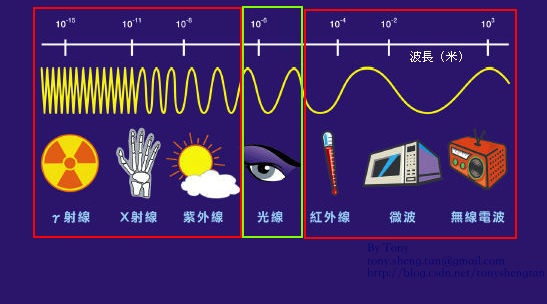 10⁻¹⁵ 10⁻¹¹ 10⁻⁸ 10⁻⁶ 10⁻⁴ 10⁻² 10³
波長（米）
γ射線 X射線 紫外線 光線 紅外線 微波 無線電波
By Tony
tony.sheng.tan@gmail.com
http://blog.csdn.net/tonyshengtan